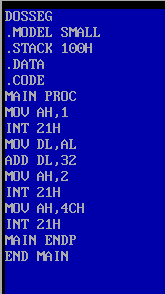 DOSSEG
.MODEL SMALL
.STACK 100H
.DATA
.CODE
MAIN PROC
MOV AH,1
INT 21H
MOV DL,AL
ADD DL,32
MOV AH,2
INT 21H
MOV AH,4CH
INT 21H
MAIN ENDP
END MAIN